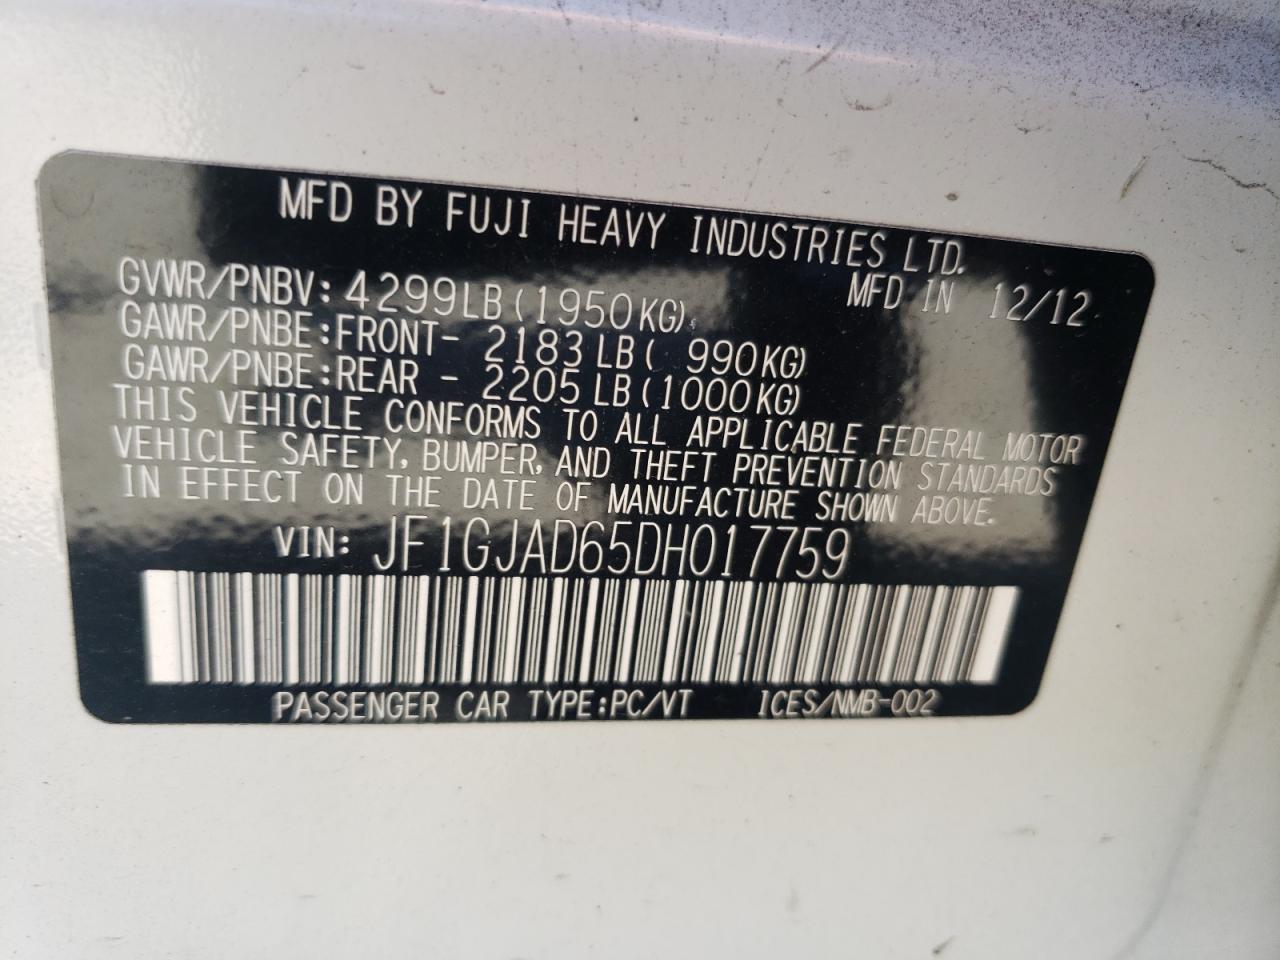 MFD BY FUJI HEAVY INDUSTRIES LTD.
MFD IN 12/12
GVWR/PNBV: 4299LB (1950KG)
GAWR/PNBE:FRONT- 2183 LB( 990KG)
GAWR/PNBE:REAR - 2205 LB (1000KG)
THIS VEHICLE CONFORMS TO ALL APPLICABLE FEDERAL MOTOR
VEHICLE SAFETY, BUMPER, AND THEFT PREVENTION STANDARDS
IN EFFECT ON THE DATE OF MANUFACTURE SHOWN ABOVE.
VIN: JF1GJAD65DH017759
PASSENGER CAR TYPE:PC/VT ICES/NMB-002